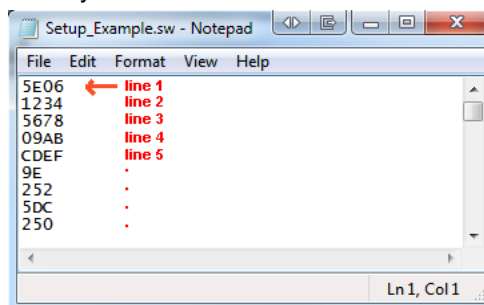 Setup_Example.sw - Notepad
File Edit Format View Help
5E06 line 1
1234 line 2
5678 line 3
09AB line 4
CDEF line 5
9E .
252 .
5DC .
250 .
Ln 1, Col 1